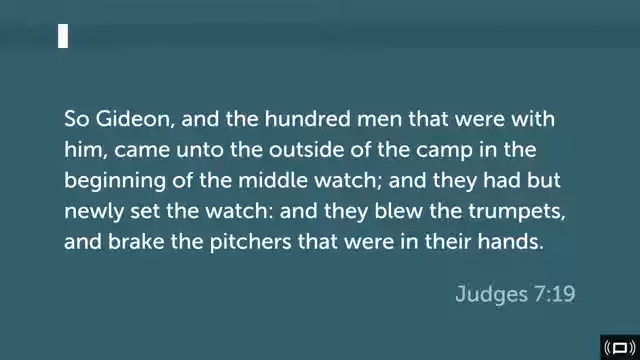 So Gideon, and the hundred men that were with
him, came unto the outside of the camp in the
beginning of the middle watch; and they had but
newly set the watch: and they blew the trumpets,
and brake the pitchers that were in their hands.
Judges 7:19